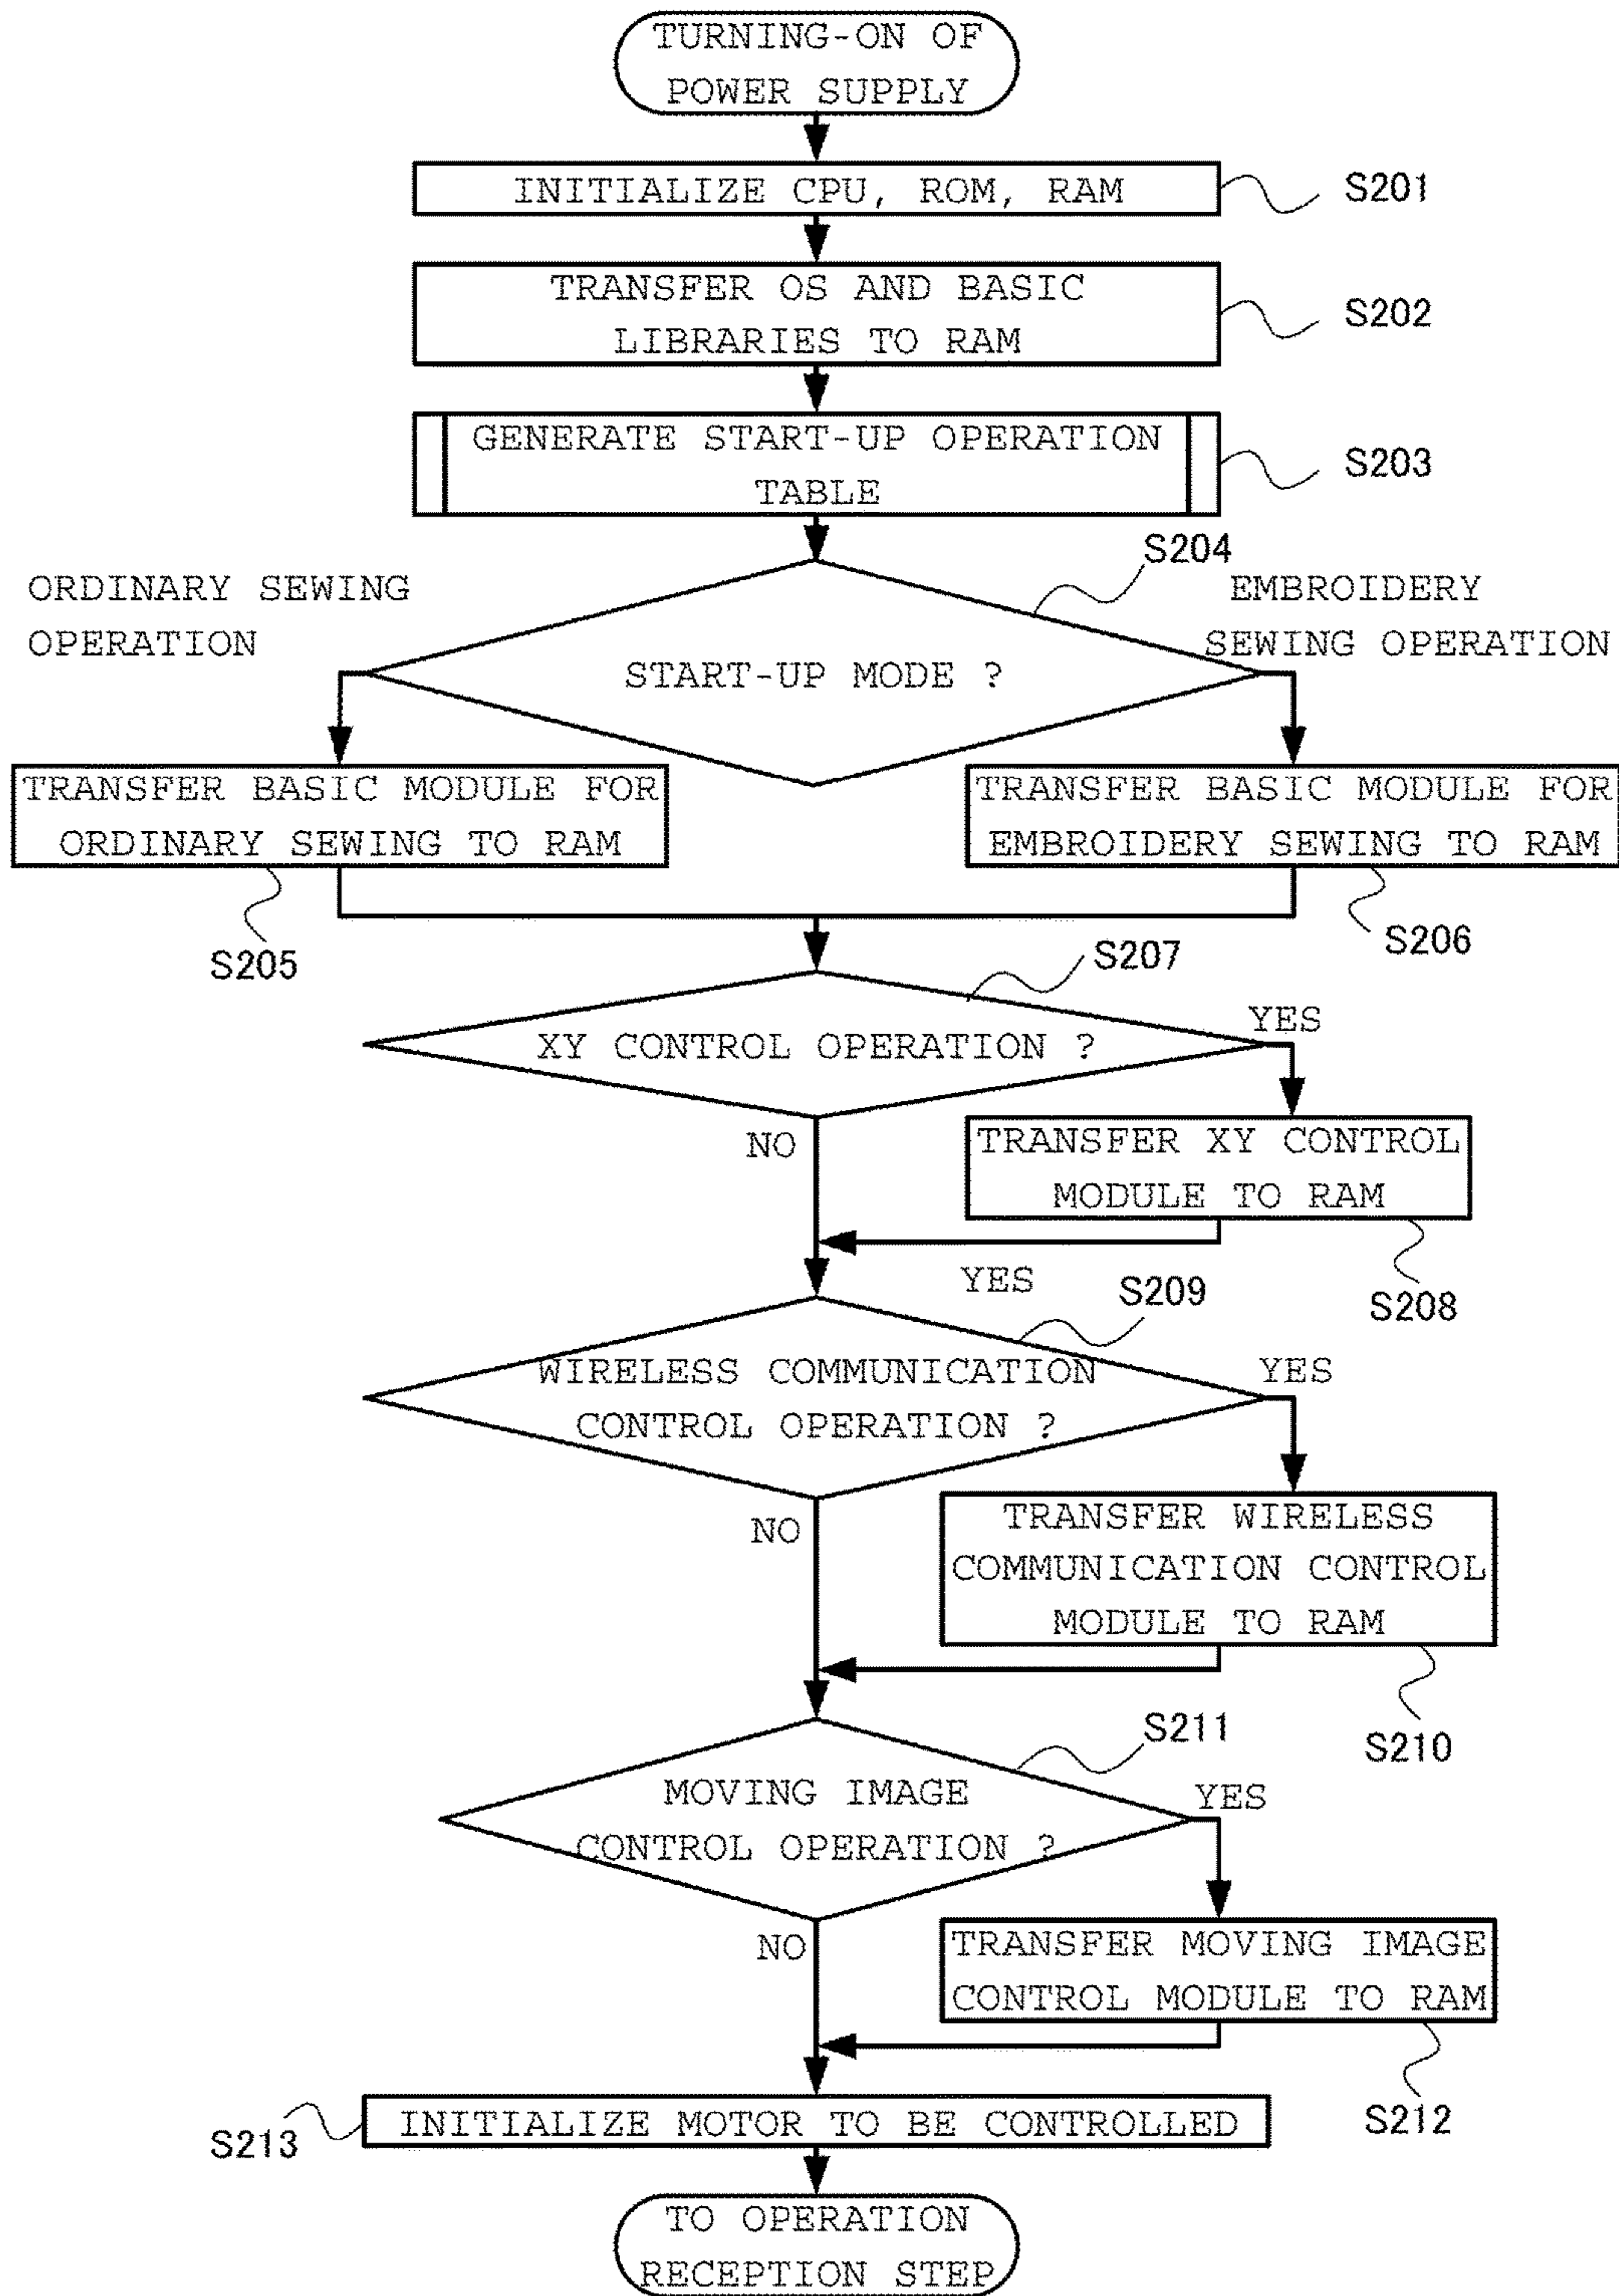 TURNING-ON OF
POWER SUPPLY
INITIALIZE CPU, ROM, RAM
S201
TRANSFER OS AND BASIC
LIBRARIES TO RAM
S202
GENERATE START-UP OPERATION
TABLE
S203
S204
ORDINARY SEWING
OPERATION
EMBROIDERY
SEWING OPERATION
START-UP MODE ?
TRANSFER BASIC MODULE FOR
ORDINARY SEWING TO RAM
S205
TRANSFER BASIC MODULE FOR
EMBROIDERY SEWING TO RAM
S206
S207
XY CONTROL OPERATION ?
YES
NO
TRANSFER XY CONTROL
MODULE TO RAM
S208
YES
S209
WIRELESS COMMUNICATION
CONTROL OPERATION ?
YES
NO
TRANSFER WIRELESS
COMMUNICATION CONTROL
MODULE TO RAM
S210
S211
MOVING IMAGE
CONTROL OPERATION ?
YES
NO
TRANSFER MOVING IMAGE
CONTROL MODULE TO RAM
S212
S213
INITIALIZE MOTOR TO BE CONTROLLED
TO OPERATION
RECEPTION STEP